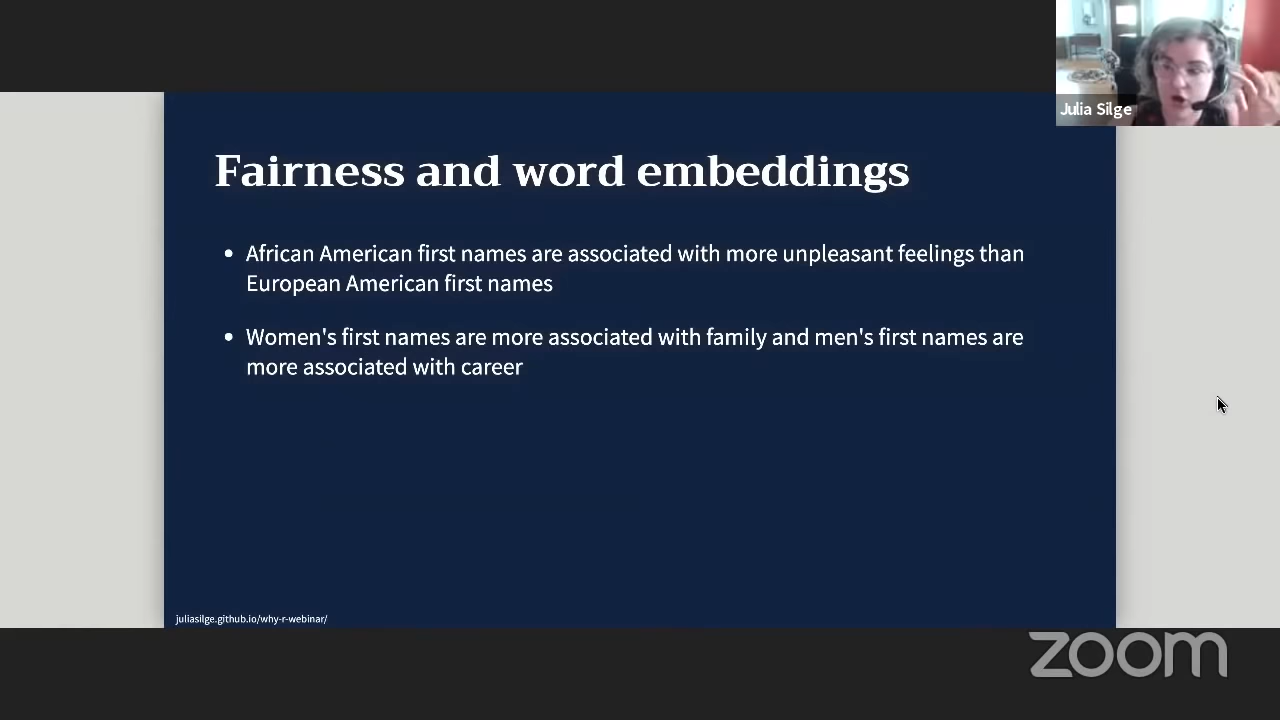 Julia Silge
Fairness and word embeddings
African American first names are associated with more unpleasant feelings than
European American first names
Women's first names are more associated with family and men's first names are
more associated with career
juliasilge.github.io/why-r-webinar/
zoom